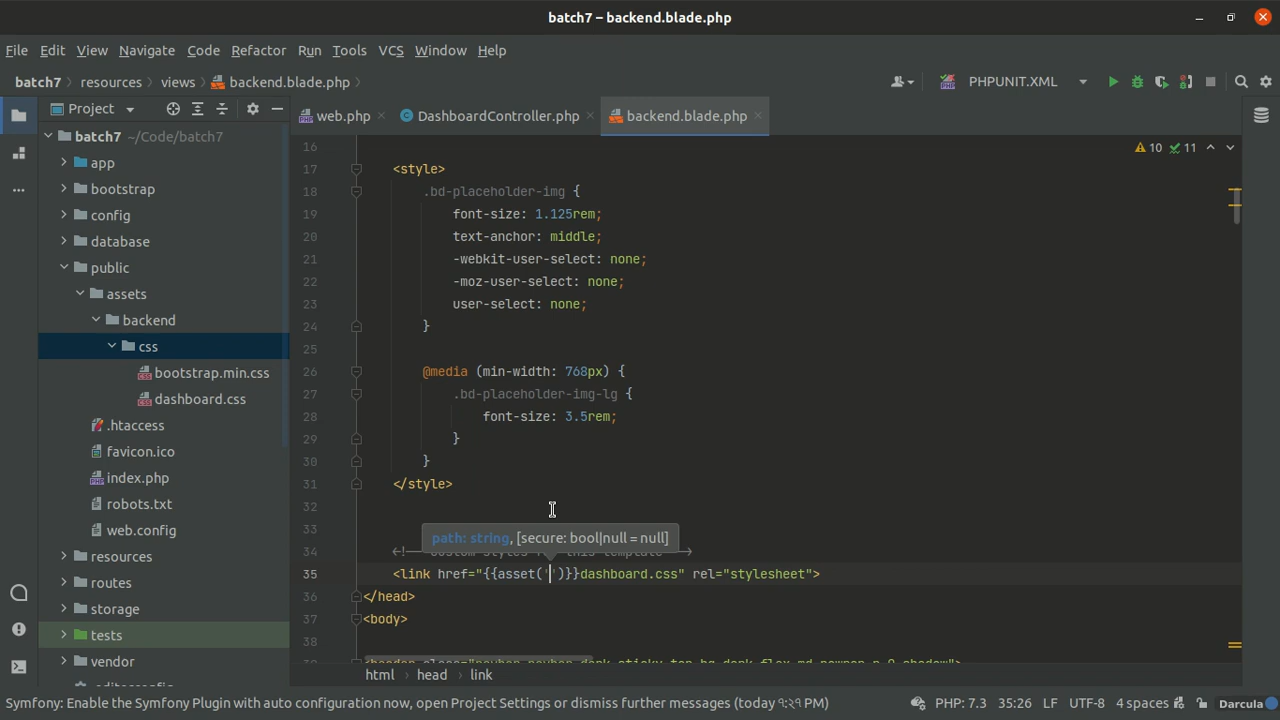 batch7 – backend.blade.php
File Edit View Navigate Code Refactor Run Tools VCS Window Help
batch7 resources views backend.blade.php PHPUNIT.XML
Project web.php DashboardController.php backend.blade.php
batch7 ~/Code/batch7
app
bootstrap
config
database
public
assets
backend
css
bootstrap.min.css
dashboard.css
.htaccess
favicon.ico
index.php
robots.txt
web.config
resources
routes
storage
tests
vendor
10 11
16
17 <style>
18 .bd-placeholder-img {
19 font-size: 1.125rem;
20 text-anchor: middle;
21 -webkit-user-select: none;
22 -moz-user-select: none;
23 user-select: none;
24 }
25
26 @media (min-width: 768px) {
27 .bd-placeholder-img-lg {
28 font-size: 3.5rem;
29 }
30 }
31 </style>
32
33
path: string, [secure: bool|null = null]
34 <!-- Custom styles for this template -->
35 <link href="{{asset('')}}dashboard.css" rel="stylesheet">
36 </head>
37 <body>
38
html head link
Symfony: Enable the Symfony Plugin with auto configuration now, open Project Settings or dismiss further messages (today 9:২৭ PM) PHP: 7.3 35:26 LF UTF-8 4 spaces Darcula